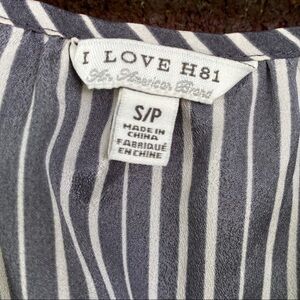 I LOVE H81
An American Brand
S/P
MADE IN
CHINA
FABRIQUÉ
EN CHINE